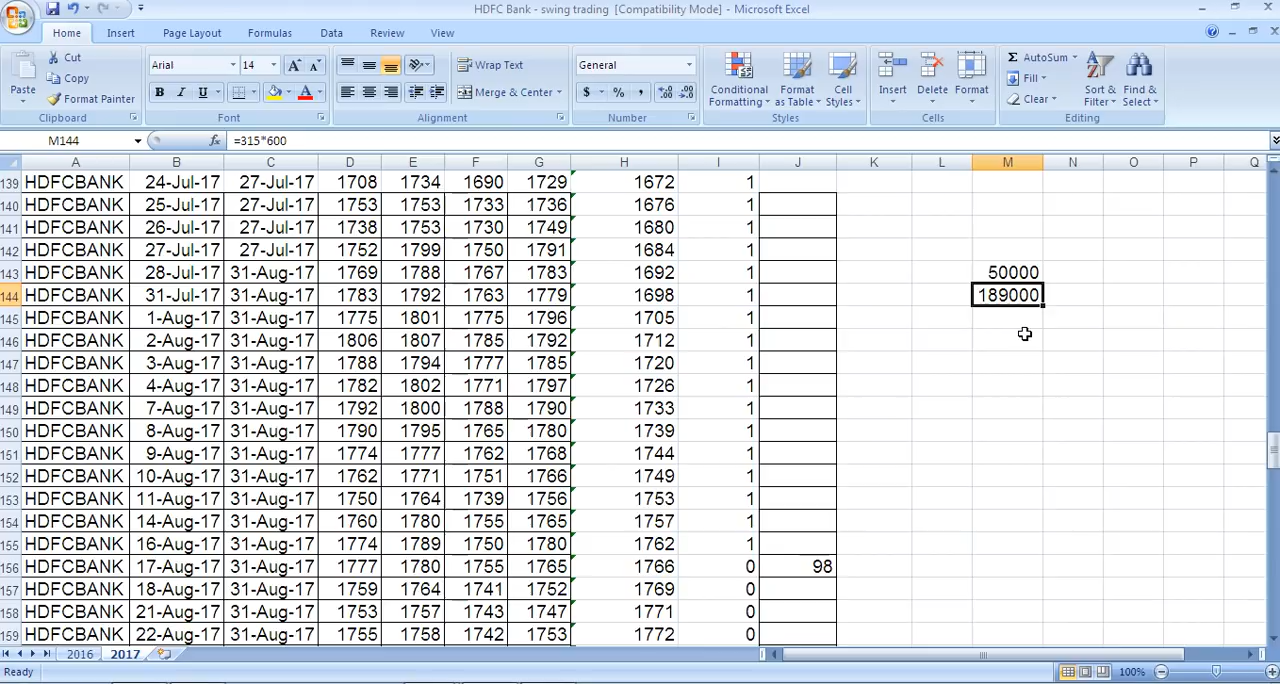 HDFC Bank - swing trading [Compatibility Mode] - Microsoft Excel
Home Insert Page Layout Formulas Data Review View
Cut
Copy
Format Painter
Paste
Clipboard
Arial 14
B I U
Font
Wrap Text
Merge & Center
Alignment
General
$ % ,
Number
Conditional Formatting
Format as Table
Cell Styles
Styles
Insert Delete Format
Cells
Σ AutoSum
Fill
Clear
Sort & Filter
Find & Select
Editing
M144 fx =315*600
A B C D E F G H I J K L M N O P Q
139 HDFCBANK 24-Jul-17 27-Jul-17 1708 1734 1690 1729 1672 1
140 HDFCBANK 25-Jul-17 27-Jul-17 1753 1753 1733 1736 1676 1
141 HDFCBANK 26-Jul-17 27-Jul-17 1738 1753 1730 1749 1680 1
142 HDFCBANK 27-Jul-17 27-Jul-17 1752 1799 1750 1791 1684 1
143 HDFCBANK 28-Jul-17 31-Aug-17 1769 1788 1767 1783 1692 1 50000
144 HDFCBANK 31-Jul-17 31-Aug-17 1783 1792 1763 1779 1698 1 189000
145 HDFCBANK 1-Aug-17 31-Aug-17 1775 1801 1775 1796 1705 1
146 HDFCBANK 2-Aug-17 31-Aug-17 1806 1807 1785 1792 1712 1
147 HDFCBANK 3-Aug-17 31-Aug-17 1788 1794 1777 1785 1720 1
148 HDFCBANK 4-Aug-17 31-Aug-17 1782 1802 1771 1797 1726 1
149 HDFCBANK 7-Aug-17 31-Aug-17 1792 1800 1788 1790 1733 1
150 HDFCBANK 8-Aug-17 31-Aug-17 1790 1795 1765 1780 1739 1
151 HDFCBANK 9-Aug-17 31-Aug-17 1774 1777 1762 1768 1744 1
152 HDFCBANK 10-Aug-17 31-Aug-17 1762 1771 1751 1766 1749 1
153 HDFCBANK 11-Aug-17 31-Aug-17 1750 1764 1739 1756 1753 1
154 HDFCBANK 14-Aug-17 31-Aug-17 1760 1780 1755 1765 1757 1
155 HDFCBANK 16-Aug-17 31-Aug-17 1774 1789 1750 1780 1762 1
156 HDFCBANK 17-Aug-17 31-Aug-17 1777 1780 1755 1765 1766 0 98
157 HDFCBANK 18-Aug-17 31-Aug-17 1759 1764 1741 1752 1769 0
158 HDFCBANK 21-Aug-17 31-Aug-17 1753 1757 1743 1747 1771 0
159 HDFCBANK 22-Aug-17 31-Aug-17 1755 1758 1742 1753 1772 0
2016 2017
Ready 100%